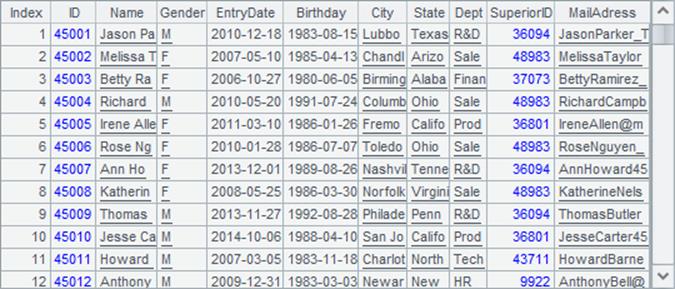 Index ID Name Gender EntryDate Birthday City State Dept SuperiorID MailAdress
1 45001 Jason Pa M 2010-12-18 1983-08-15 Lubbo Texas R&D 36094 JasonParker_T
2 45002 Melissa T F 2007-05-10 1985-04-13 Chandl Arizo Sale 48983 MelissaTaylor
3 45003 Betty Ra F 2006-10-27 1980-06-05 Birming Alaba Finan 37073 BettyRamirez_
4 45004 Richard M 2010-05-20 1991-07-24 Columb Ohio Sale 48983 RichardCampb
5 45005 Irene Alle F 2011-03-10 1986-01-26 Fremo Califo Prod 36801 IreneAllen@m
6 45006 Rose Ng F 2010-01-28 1986-07-07 Toledo Ohio Sale 48983 RoseNguyen_
7 45007 Ann Ho F 2013-12-01 1989-08-26 Nashvil Tenne R&D 36094 AnnHoward45
8 45008 Katherin F 2008-05-25 1986-03-30 Norfolk Virgini Sale 48983 KatherineNels
9 45009 Thomas M 2013-11-27 1992-08-28 Philade Penn R&D 36094 ThomasButler
10 45010 Jesse Ca M 2014-10-06 1988-04-10 San Jo Califo Prod 36801 JesseCarter45
11 45011 Howard M 2007-03-05 1983-11-18 Charlot North Tech 43711 HowardBarne
12 45012 Anthony M 2009-12-31 1983-03-03 Newar New HR 9922 AnthonyBell@